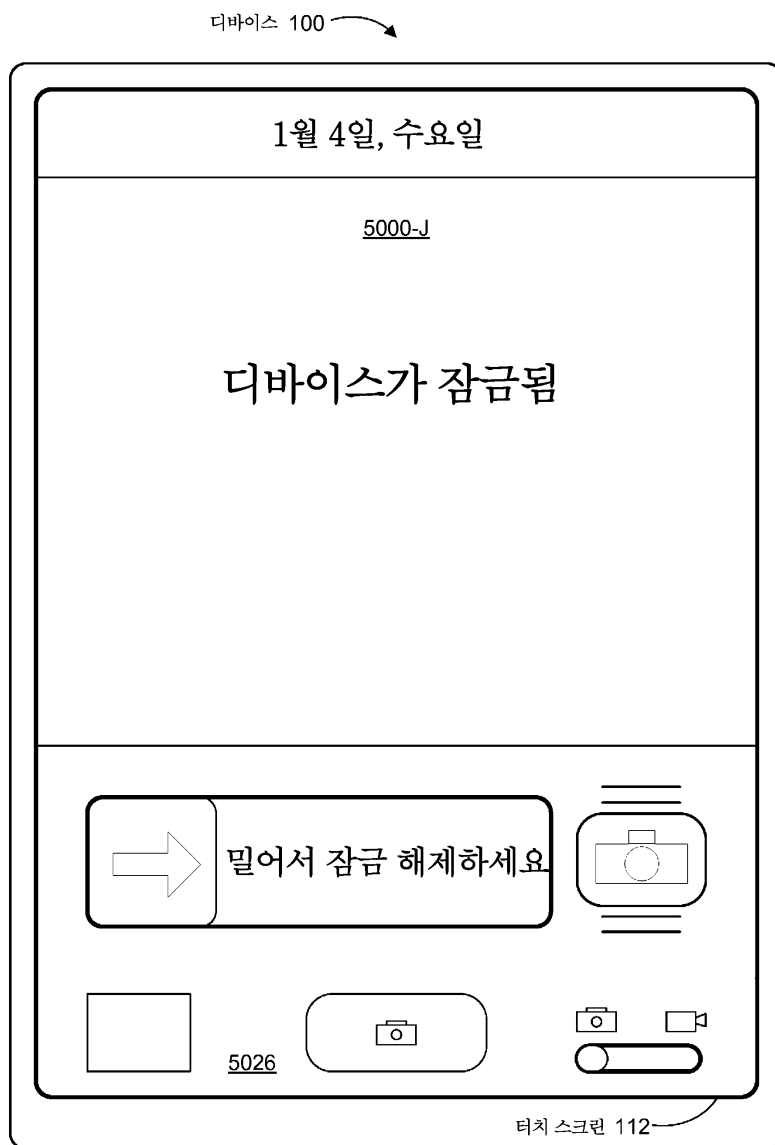 디바이스 100
1월 4일, 수요일
5000-J
디바이스가 잠금됨
밀어서 잠금 해제하세요
5026
터치 스크린 112